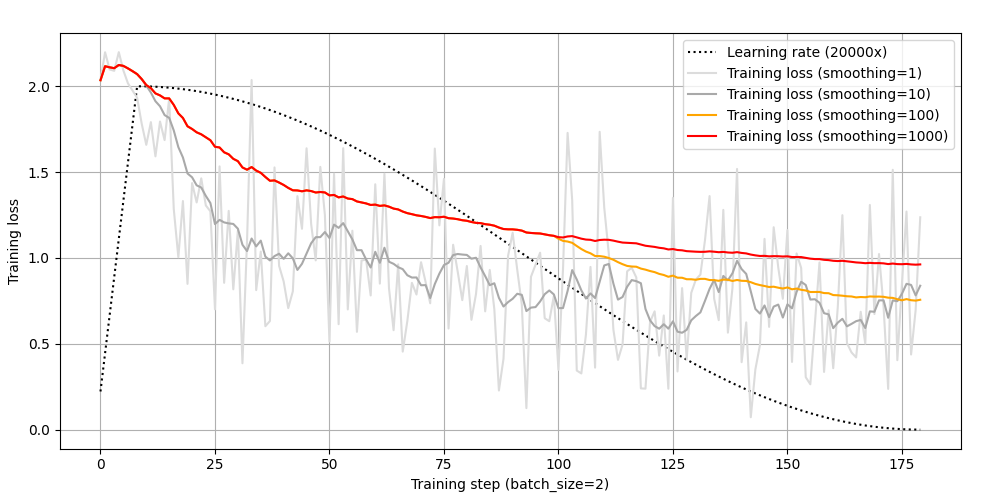 Learning rate (20000x)
Training loss (smoothing=1)
Training loss (smoothing=10)
Training loss (smoothing=100)
Training loss (smoothing=1000)
Training loss
2.0
1.5
1.0
0.5
0.0
0 25 50 75 100 125 150 175
Training step (batch_size=2)